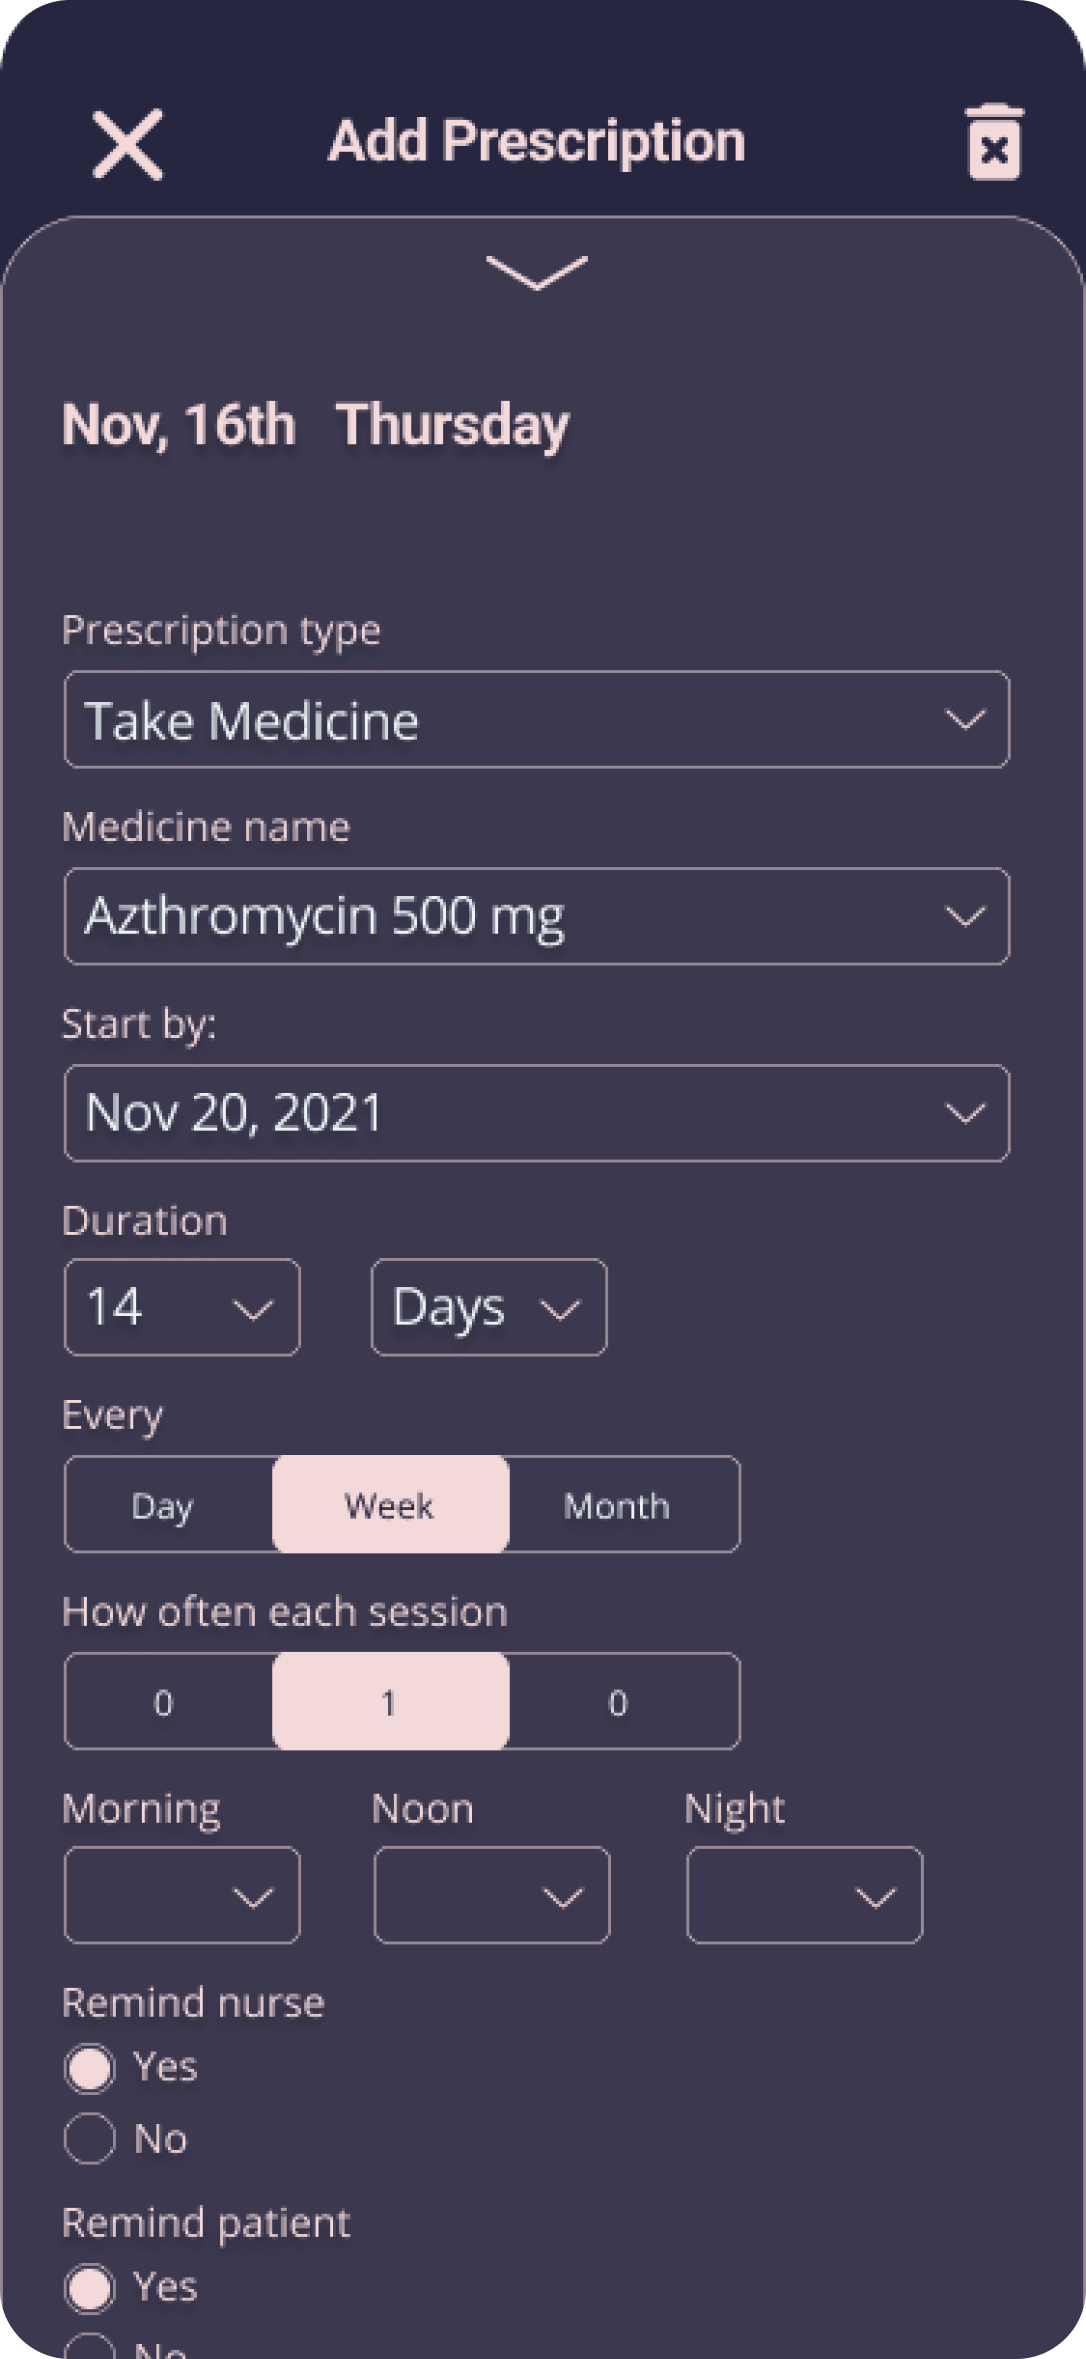 Add Prescription
Nov, 16th Thursday
Prescription type
Take Medicine
Medicine name
Azthromycin 500 mg
Start by:
Nov 20, 2021
Duration
14 Days
Every
Day Week Month
How often each session
0 1 0
Morning Noon Night
Remind nurse
Yes
No
Remind patient
Yes
No